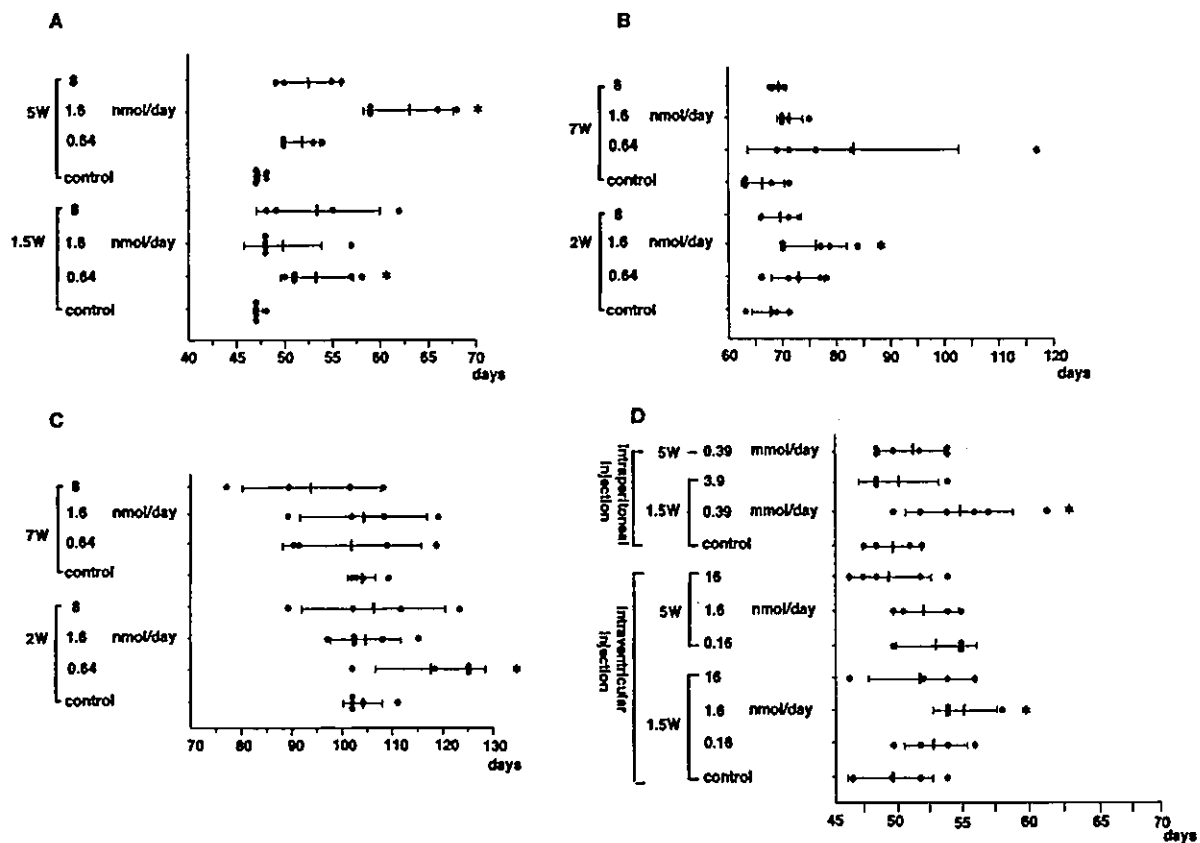 A
5W
8
1.6 nmol/day *
0.64
control
1.5W
8
1.6 nmol/day
0.64 *
control
40 45 50 55 60 65 70
days
B
7W
8
1.6 nmol/day
0.64
control
2W
8
1.6 nmol/day *
0.64
control
60 70 80 90 100 110 120
days
C
7W
8
1.6 nmol/day
0.64
control
2W
8
1.6 nmol/day
0.64 *
control
70 80 90 100 110 120 130
days
D
Intraperitoneal
injection
5W
0.39 mmol/day
1.5W
3.9
0.39 mmol/day *
control
Intraventricular
injection
5W
16
1.6 nmol/day
0.16
1.5W
16
1.6 nmol/day *
0.16
control
45 50 55 60 65 70
days